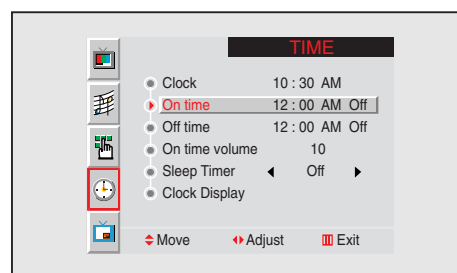 TIME
Clock 10 : 30 AM
On time 12 : 00 AM Off
Off time 12 : 00 AM Off
On time volume 10
Sleep Timer Off
Clock Display
Move Adjust Exit